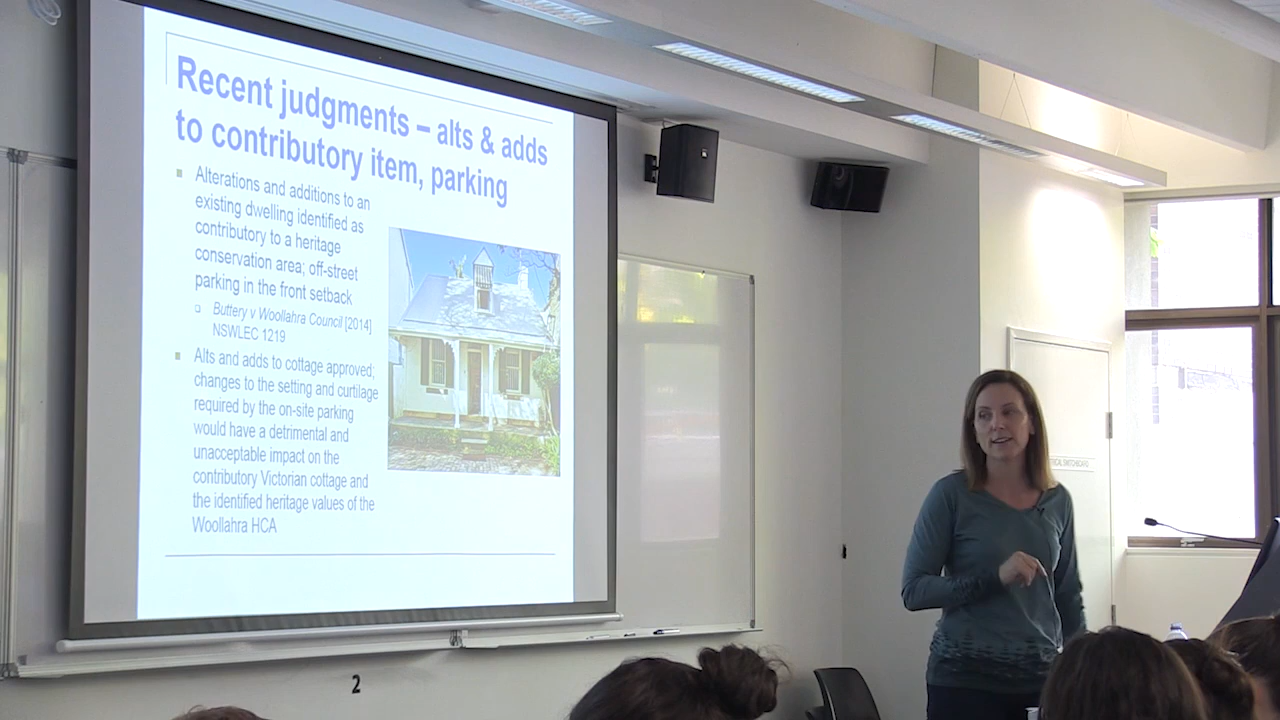 Recent judgments – alts & adds
to contributory item, parking
Alterations and additions to an
existing dwelling identified as
contributory to a heritage
conservation area; off-street
parking in the front setback
Buttery v Woollahra Council [2014]
NSWLEC 1219
Alts and adds to cottage approved;
changes to the setting and curtilage
required by the on-site parking
would have a detrimental and
unacceptable impact on the
contributory Victorian cottage and
the identified heritage values of the
Woollahra HCA
2